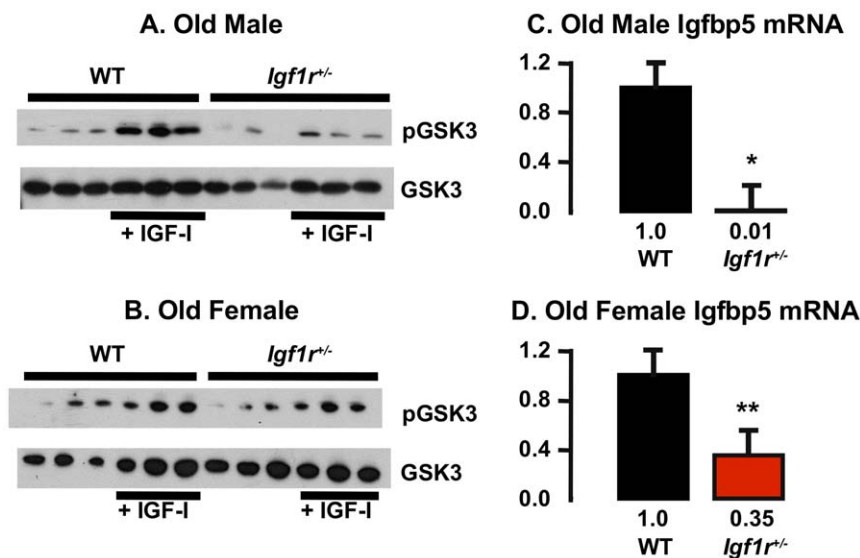 A. Old Male
WT Igf1r+/-
pGSK3
GSK3
+ IGF-I + IGF-I
B. Old Female
WT Igf1r+/-
pGSK3
GSK3
+ IGF-I + IGF-I
C. Old Male Igfbp5 mRNA
1.2
0.8
0.4
0.0
*
1.0 0.01
WT Igf1r+/-
D. Old Female Igfbp5 mRNA
1.2
0.8
0.4
0.0
**
1.0 0.35
WT Igf1r+/-